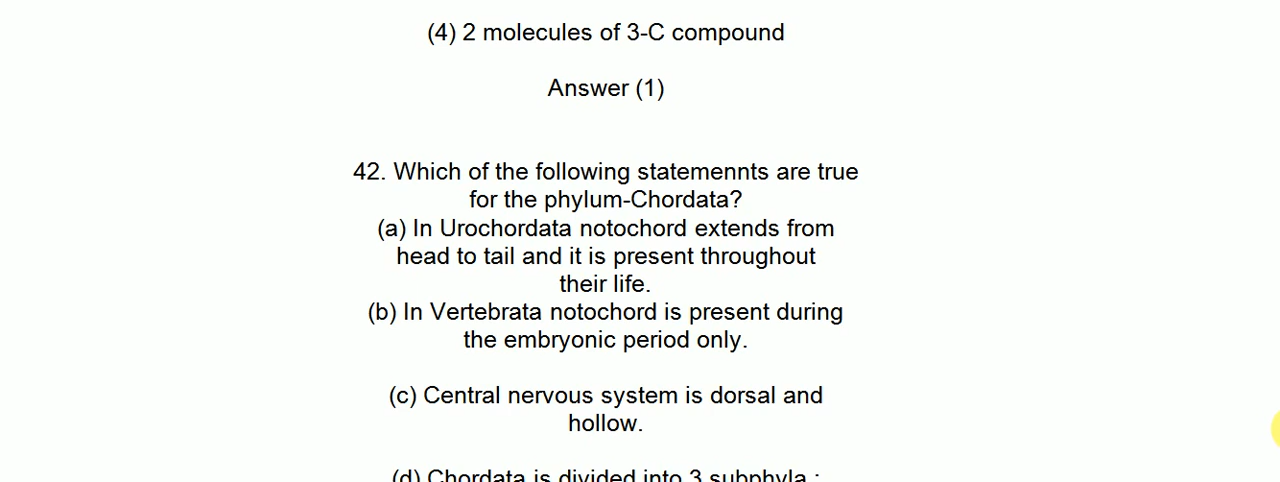 (4) 2 molecules of 3-C compound
Answer (1)
42. Which of the following statemennts are true
for the phylum-Chordata?
(a) In Urochordata notochord extends from
head to tail and it is present throughout
their life.
(b) In Vertebrata notochord is present during
the embryonic period only.
(c) Central nervous system is dorsal and
hollow.
(d) Chordata is divided into 3 subphyla :